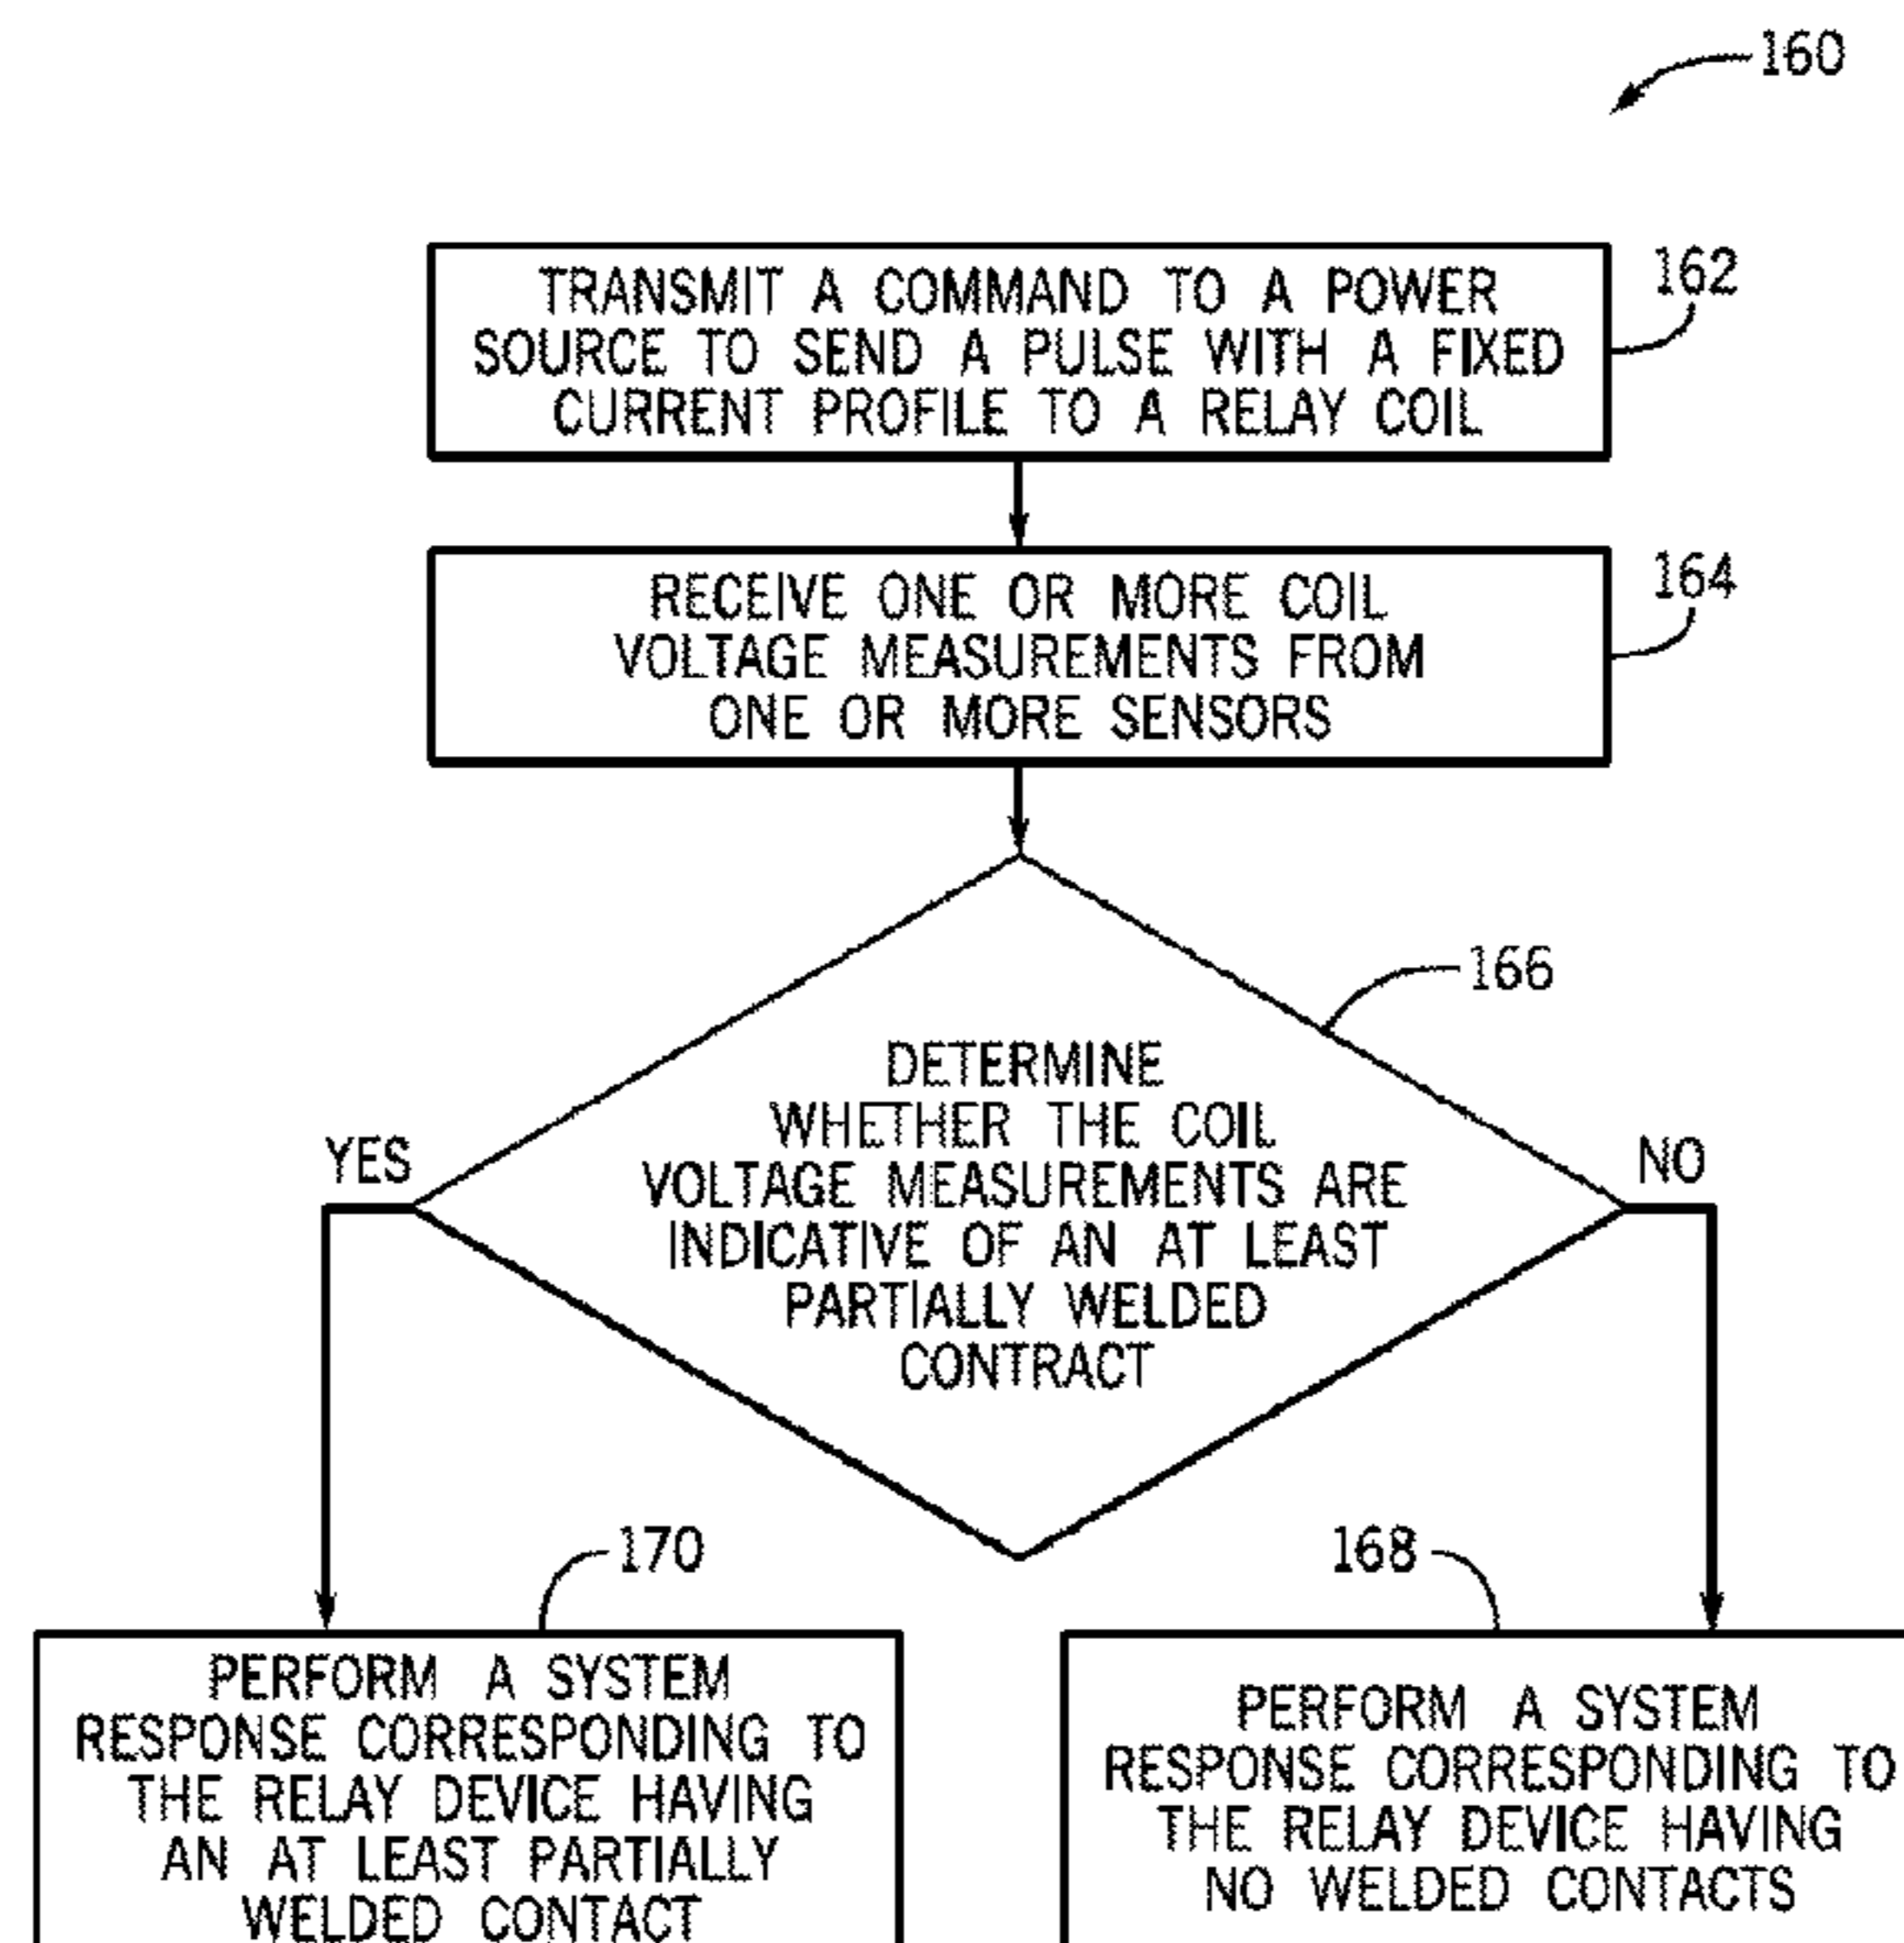 160
TRANSMIT A COMMAND TO A POWER
SOURCE TO SEND A PULSE WITH A FIXED
CURRENT PROFILE TO A RELAY COIL
162
RECEIVE ONE OR MORE COIL
VOLTAGE MEASUREMENTS FROM
ONE OR MORE SENSORS
164
166
DETERMINE
WHETHER THE COIL
VOLTAGE MEASUREMENTS ARE
INDICATIVE OF AN AT LEAST
PARTIALLY WELDED
CONTRACT
YES
NO
170
168
PERFORM A SYSTEM
RESPONSE CORRESPONDING TO
THE RELAY DEVICE HAVING
AN AT LEAST PARTIALLY
WELDED CONTACT
PERFORM A SYSTEM
RESPONSE CORRESPONDING TO
THE RELAY DEVICE HAVING
NO WELDED CONTACTS